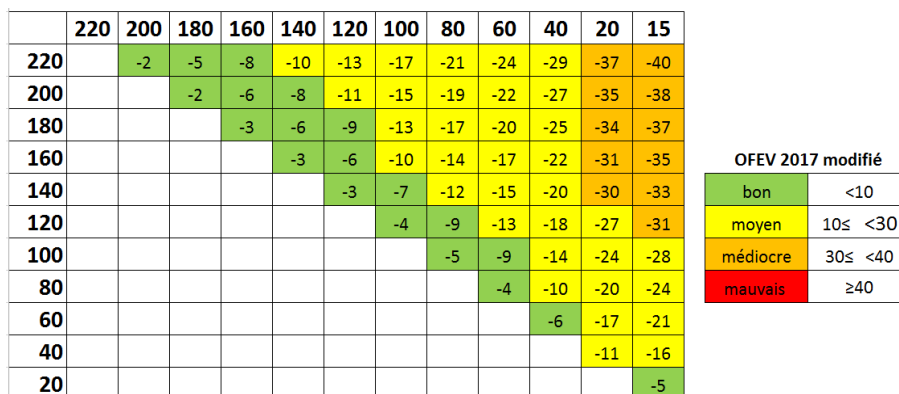 220 200 180 160 140 120 100 80 60 40 20 15
220 -2 -5 -8 -10 -13 -17 -21 -24 -29 -37 -40
200 -2 -6 -8 -11 -15 -19 -22 -27 -35 -38
180 -3 -6 -9 -13 -17 -20 -25 -34 -37
160 -3 -6 -10 -14 -17 -22 -31 -35
140 -3 -7 -12 -15 -20 -30 -33
120 -4 -9 -13 -18 -27 -31
100 -5 -9 -14 -24 -28
80 -4 -10 -20 -24
60 -6 -17 -21
40 -11 -16
20 -5
OFEV 2017 modifié
bon <10
moyen 10≤ <30
médiocre 30≤ <40
mauvais ≥40